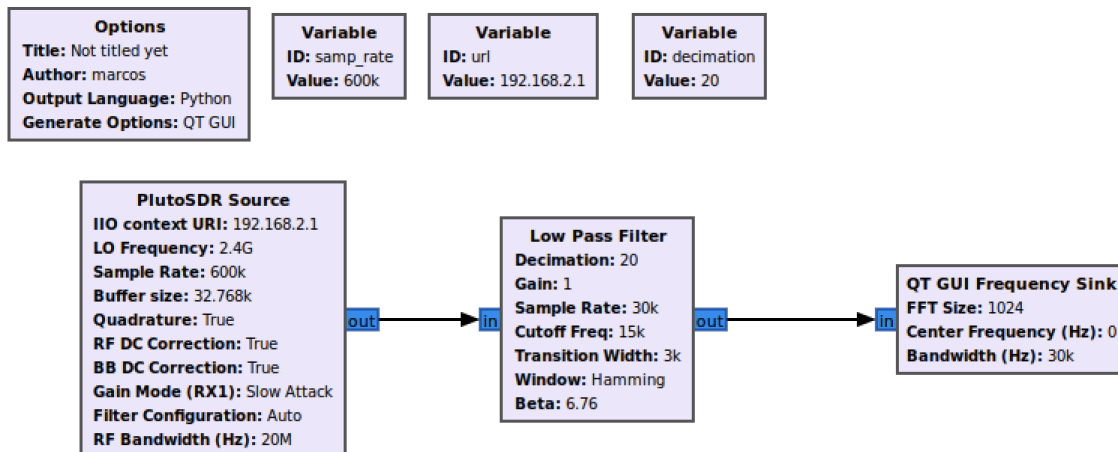 Options
Title: Not titled yet
Author: marcos
Output Language: Python
Generate Options: QT GUI
Variable
ID: samp_rate
Value: 600k
Variable
ID: url
Value: 192.168.2.1
Variable
ID: decimation
Value: 20
PlutoSDR Source
IIO context URI: 192.168.2.1
LO Frequency: 2.4G
Sample Rate: 600k
Buffer size: 32.768k
Quadrature: True
RF DC Correction: True
BB DC Correction: True
Gain Mode (RX1): Slow Attack
Filter Configuration: Auto
RF Bandwidth (Hz): 20M
out
in
Low Pass Filter
Decimation: 20
Gain: 1
Sample Rate: 30k
Cutoff Freq: 15k
Transition Width: 3k
Window: Hamming
Beta: 6.76
out
in
QT GUI Frequency Sink
FFT Size: 1024
Center Frequency (Hz): 0
Bandwidth (Hz): 30k